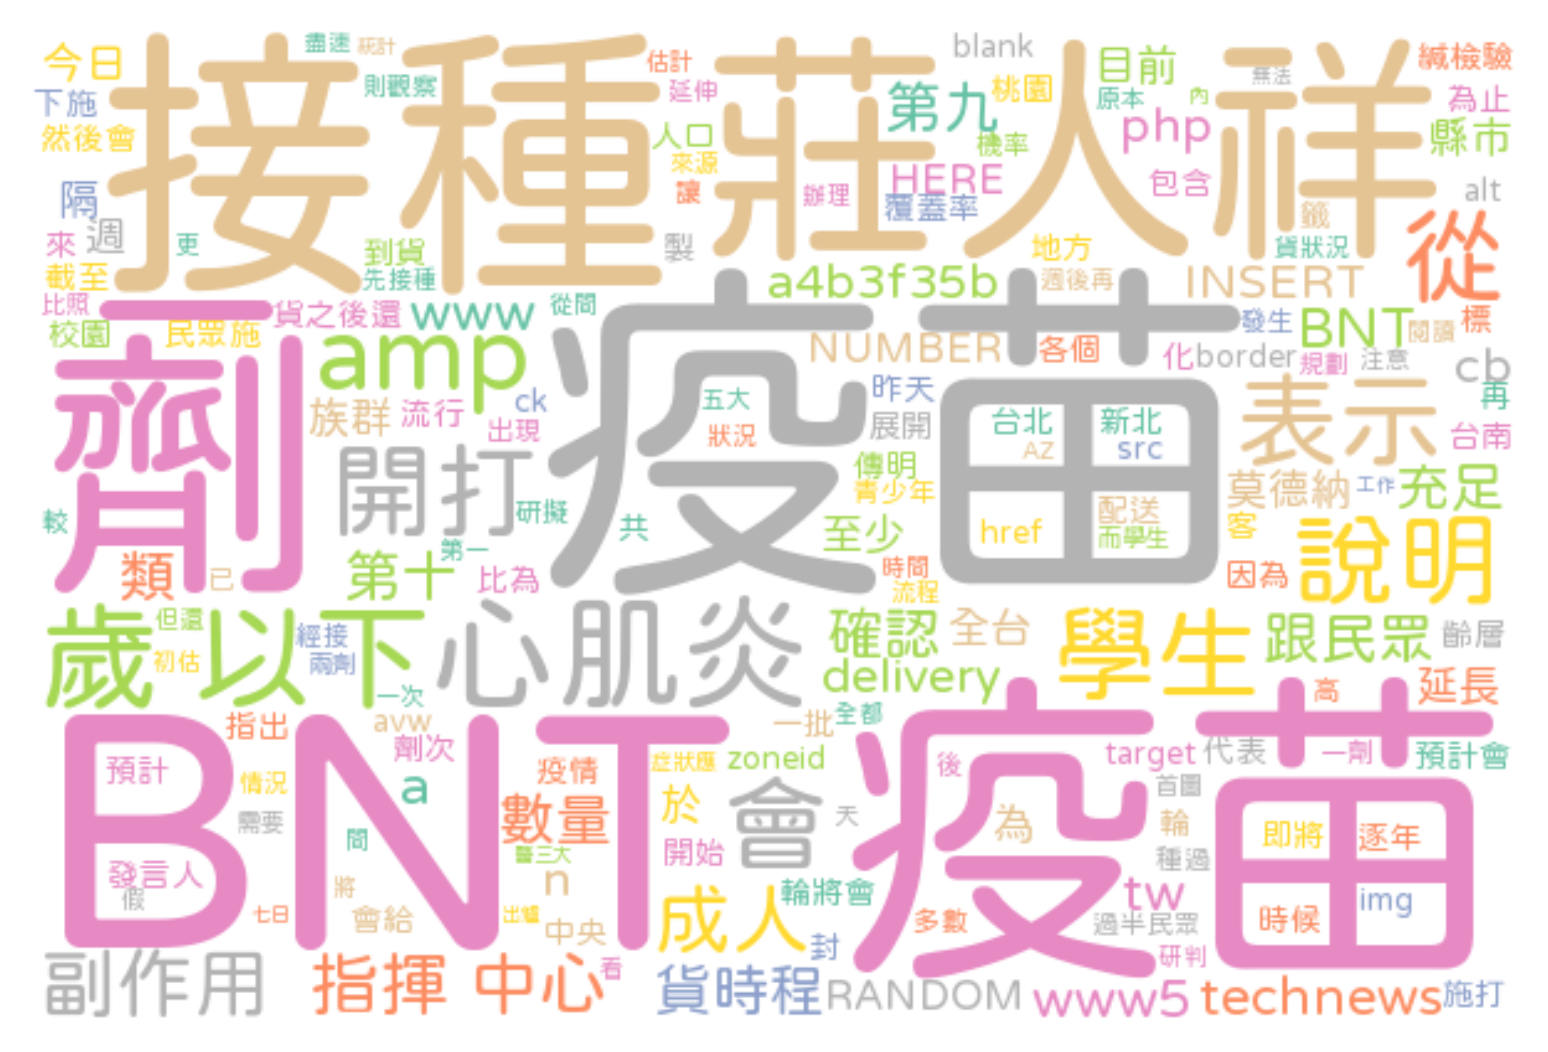 今日
盡速
統計
接種
莊人祥
估計
blank
目前
緘檢驗
下施
則觀察
延伸
第九
桃園
原本
內
無法
為止
然後會
人口
來源
機率
php
縣市
隔
讓
辦理
HERE
覆蓋率
包含
alt
籤
來
週
更
到貨
製
地方
貨狀況
從
截至
先接種
a4b3f35b
週後再
INSERT
比照
貨之後還
www
從問
疫苗
發生
BNT
閱讀
標
校園
民眾施
amp
NUMBER
各個
化
border
規劃
注意
cb
再
劑
族群
流行
ck
出現
五大
狀況
昨天
展開
台北
新北
AZ
src
表示
台南
開打
傳明
青少年
莫德納
工作
充足
較
研擬
共
至少
href
配送
而學生
客
說明
類
已
第十
第一
比為
時間
流程
因為
歲以下
但還
初估
經接
兩劑
一次
心肌炎
確認
全台
delivery
學生
跟民眾
齡層
延長
高
BNT疫苗
指出
avw
劑次
一批
全都
預計
情況
a
疫情
症狀應
zoneid
後
target
代表
一劑
預計會
需要
間
數量
於
會
天
為
首圖
輪
即將
逐年
發言人
假
將
暨三大
n
開始
種過
七日
會給
出爐
中央
成人
輪將會
封
多數
tw
過半民眾
時候
img
副作用
指揮中心
看
貨時程
RANDOM
研判
www5
technews
施打